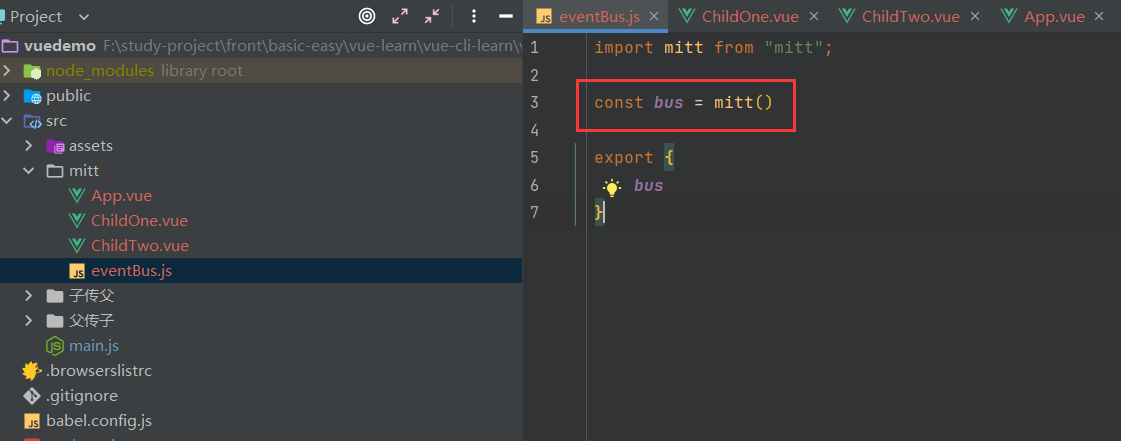 Project
vuedemo F:\study-project\front\basic-easy\vue-learn\vue-cli-learn\
node_modules library root
public
src
assets
mitt
App.vue
ChildOne.vue
ChildTwo.vue
eventBus.js
子传父
父传子
main.js
.browserslistrc
.gitignore
babel.config.js
eventBus.js ChildOne.vue ChildTwo.vue App.vue
1 import mitt from "mitt";
2
3 const bus = mitt()
4
5 export {
6 bus
7 }